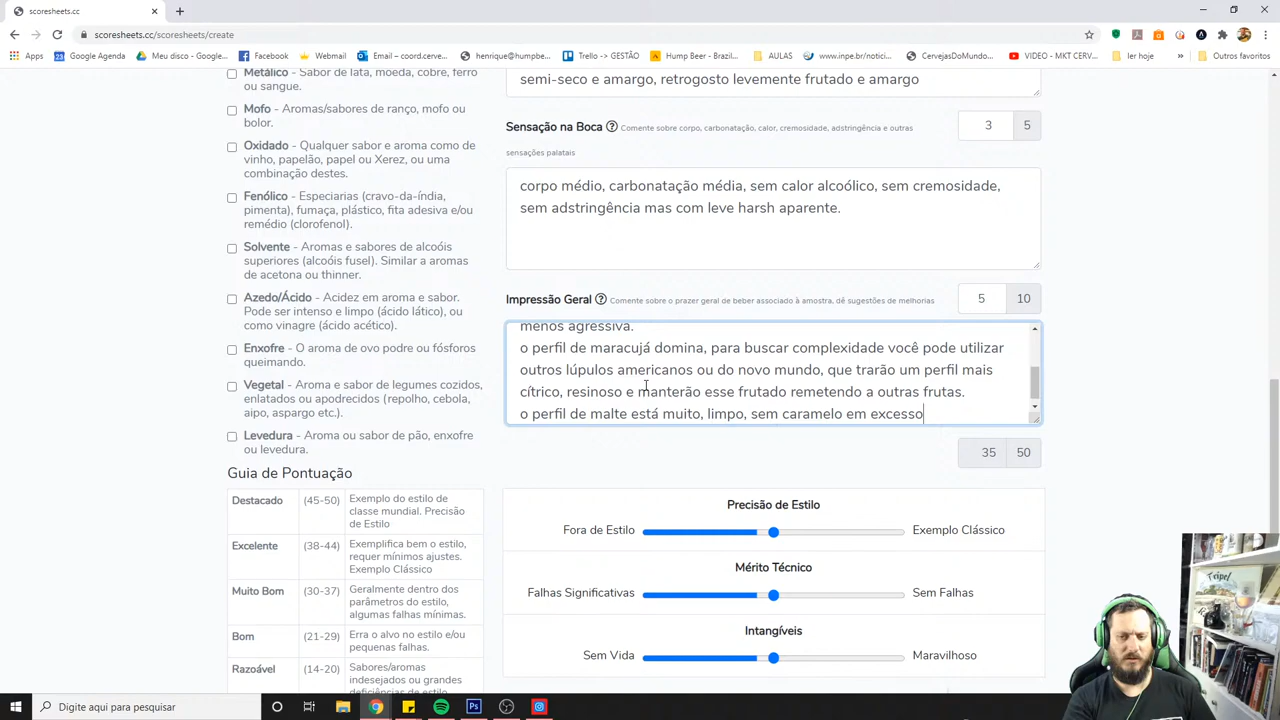 scoresheets.cc
scoresheets.cc/scoresheets/create
Apps
Google Agenda
Meu disco - Google...
Facebook
Webmail
Email – coord.cerve...
henrique@humpbe...
Trello -> GESTÃO
Hump Beer - Brazil...
AULAS
www.inpe.br/notici...
CervejasDoMundo...
VIDEO - MKT CERV...
ler hoje
»
Outros favoritos
Metálico - Sabor de lata, moeda, cobre, ferro
ou sangue.
Mofo - Aromas/sabores de ranço, mofo ou
bolor.
Oxidado - Qualquer sabor e aroma como de
vinho, papelão, papel ou Xerez, ou uma
combinação destes.
Fenólico - Especiarias (cravo-da-índia,
pimenta), fumaça, plástico, fita adesiva e/ou
remédio (clorofenol).
Solvente - Aromas e sabores de alcoóis
superiores (alcoóis fusel). Similar a aromas
de acetona ou thinner.
Azedo/Ácido - Acidez em aroma e sabor.
Pode ser intenso e limpo (ácido lático), ou
como vinagre (ácido acético).
Enxofre - O aroma de ovo podre ou fósforos
queimando.
Vegetal - Aroma e sabor de legumes cozidos,
enlatados ou apodrecidos (repolho, cebola,
aipo, aspargo etc.).
Levedura - Aroma ou sabor de pão, enxofre
ou levedura.
Guia de Pontuação
Destacado (45-50) Exemplo do estilo de
classe mundial. Precisão
de Estilo
Excelente (38-44) Exemplifica bem o estilo,
requer mínimos ajustes.
Exemplo Clássico
Muito Bom (30-37) Geralmente dentro dos
parâmetros do estilo,
algumas falhas mínimas.
Bom (21-29) Erra o alvo no estilo e/ou
pequenas falhas.
Razoável (14-20) Sabores/aromas
indesejados ou grandes
deficiências de estilo
semi-seco e amargo, retrogosto levemente frutado e amargo
Sensação na Boca Comente sobre corpo, carbonatação, calor, cremosidade, adstringência e outras
sensações palatais
3 5
corpo médio, carbonatação média, sem calor alcoólico, sem cremosidade,
sem adstringência mas com leve harsh aparente.
Impressão Geral Comente sobre o prazer geral de beber associado à amostra, dê sugestões de melhorias
5 10
menos agressiva.
o perfil de maracujá domina, para buscar complexidade você pode utilizar
outros lúpulos americanos ou do novo mundo, que trarão um perfil mais
cítrico, resinoso e manterão esse frutado remetendo a outras frutas.
o perfil de malte está muito, limpo, sem caramelo em excesso
35 50
Precisão de Estilo
Fora de Estilo Exemplo Clássico
Mérito Técnico
Falhas Significativas Sem Falhas
Intangíveis
Sem Vida Maravilhoso
Tripel
Digite aqui para pesquisar
Ps